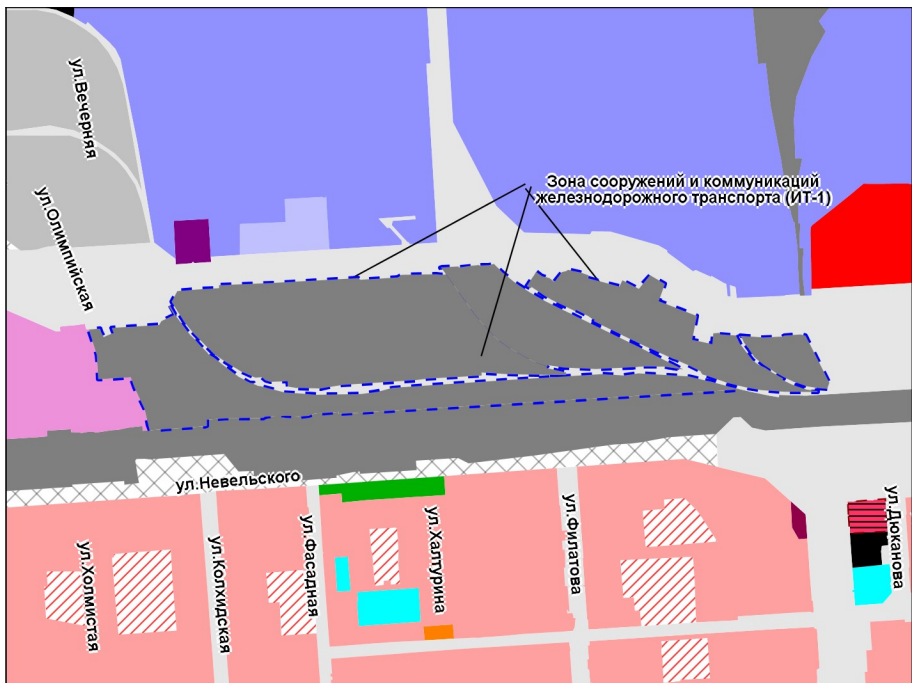 ул.Вечерняя
ул.Олимпийская
Зона сооружений и коммуникаций
железнодорожного транспорта (ИТ-1)
ул.Невельского
ул.Холмистая
ул.Колхидская
ул.Фасадная
ул.Халтурина
ул.Филатова
ул.Дюканова